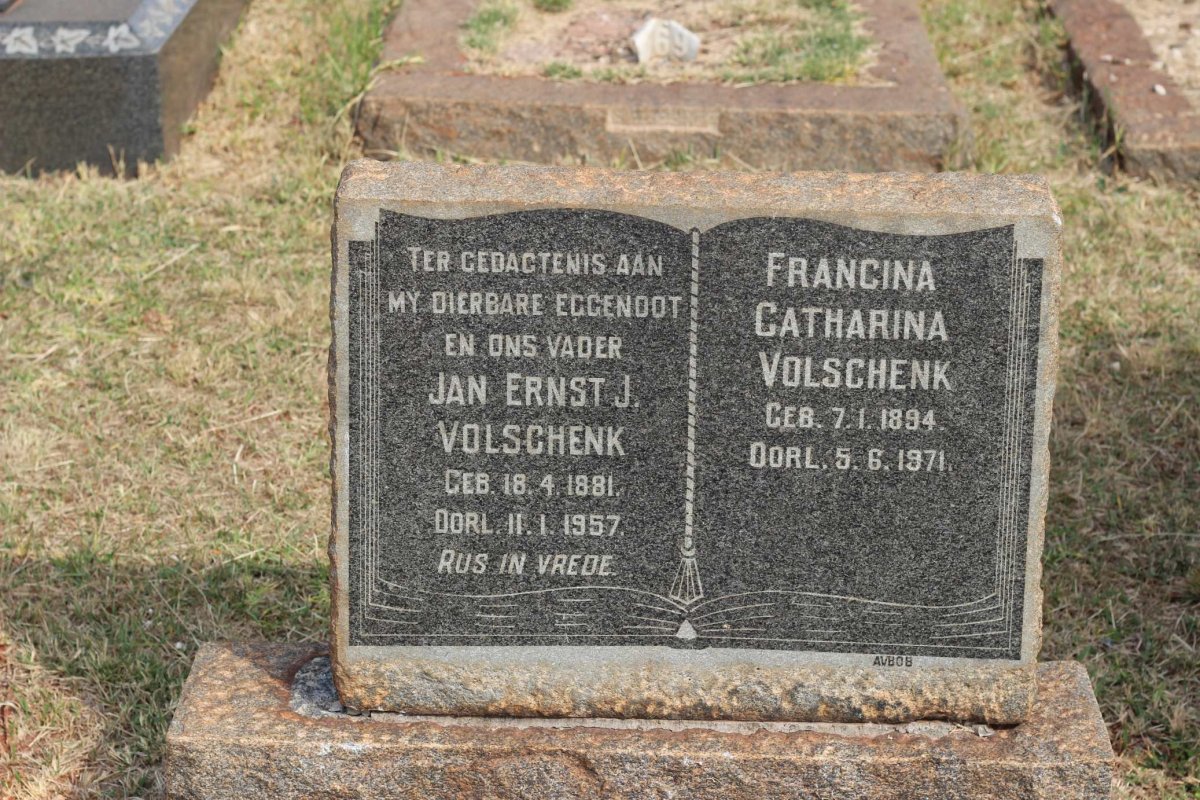 69
TER GEDACTENIS AAN
MY DIERBARE EGGENOOT
EN ONS VADER
JAN ERNST J.
VOLSCHENK
GEB. 18. 4. 1881.
OORL. 11. 1. 1957.
RUS IN VREDE.
FRANCINA
CATHARINA
VOLSCHENK
GEB. 7. 1. 1894.
OORL. 5. 6. 1971.
AVBOB